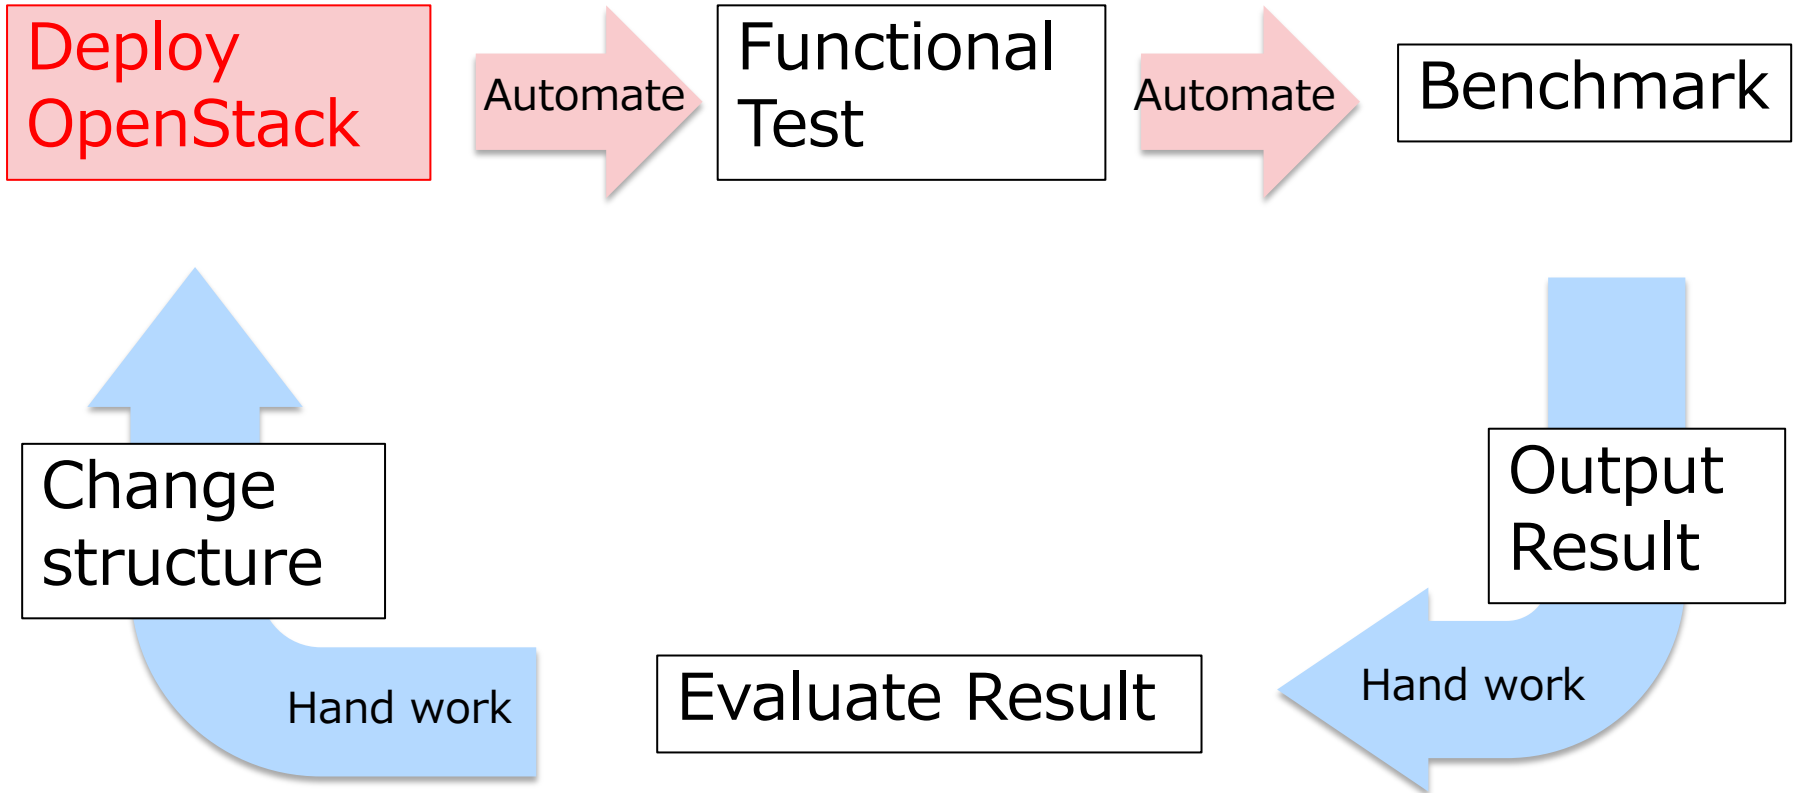 Deploy
OpenStack
Automate
Functional
Test
Automate
Benchmark
Output
Result
Hand work
Evaluate Result
Hand work
Change
structure